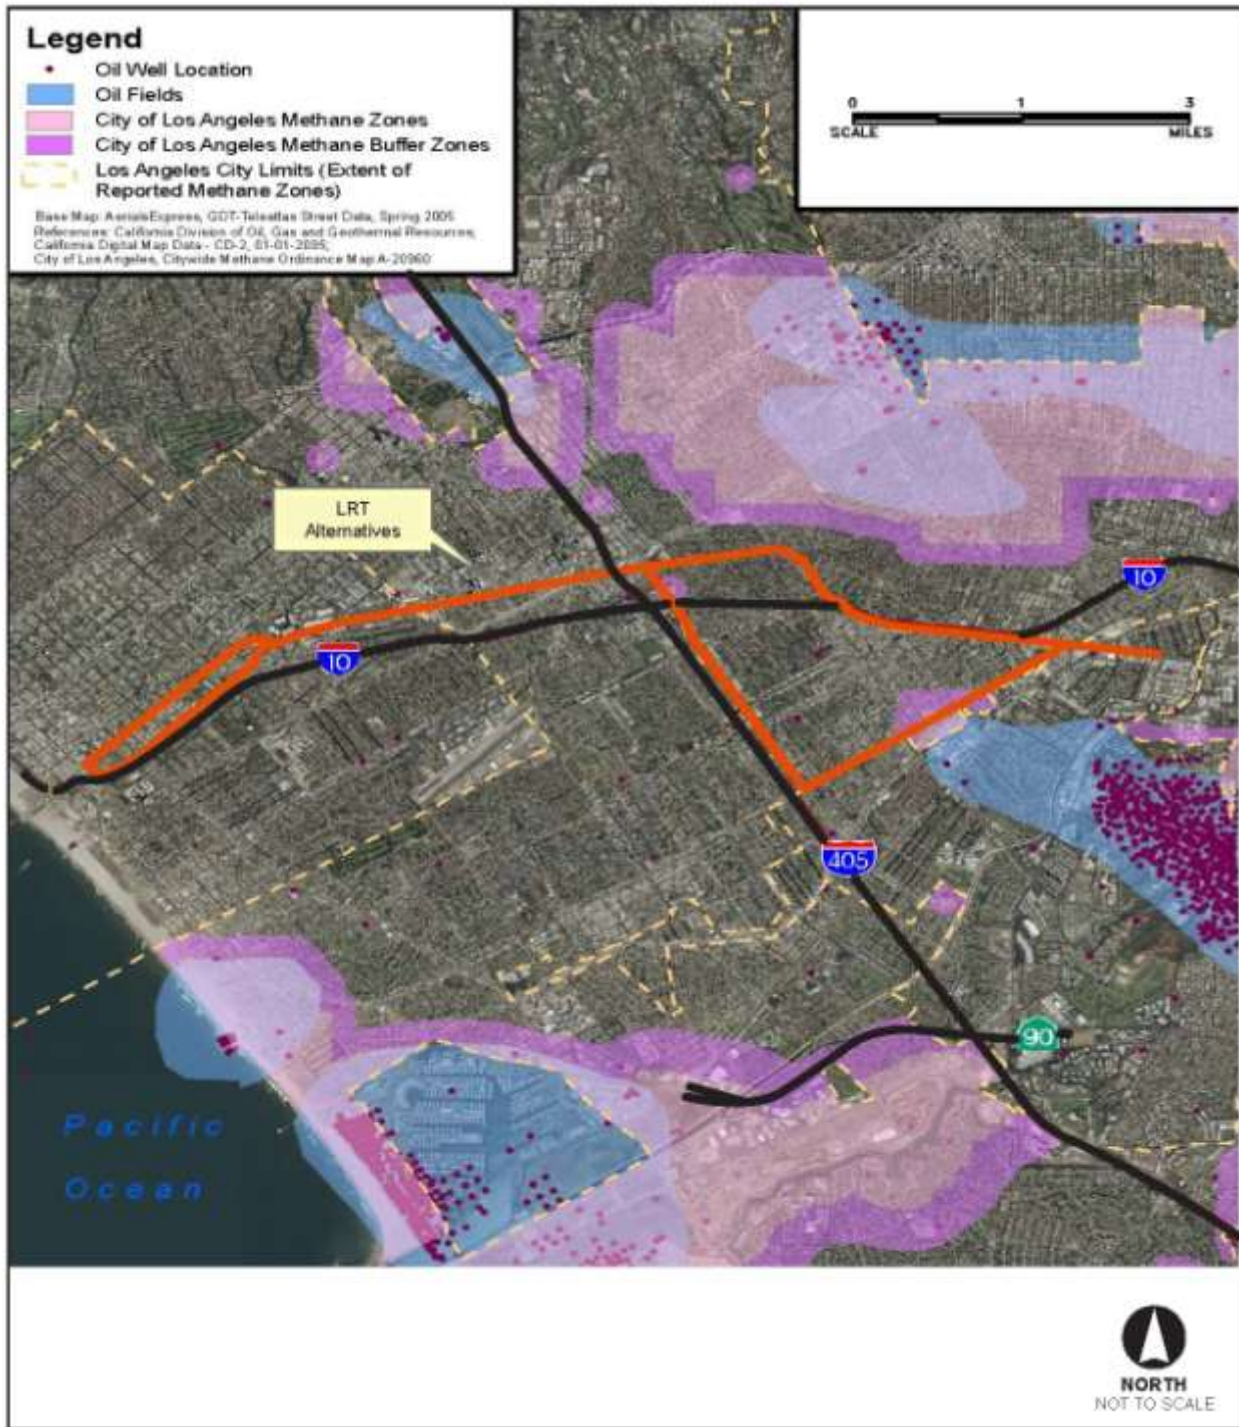 Legend
Oil Well Location
Oil Fields
City of Los Angeles Methane Zones
City of Los Angeles Methane Buffer Zones
Los Angeles City Limits (Extent of
Reported Methane Zones)
Base Map: AerialsExpress, GDT-Teleatlas Street Data, Spring 2005
References: California Division of Oil, Gas and Geothermal Resources,
California Digital Map Data - CD-2, 01-01-2005;
City of Los Angeles, Citywide Methane Ordinance Map A-20960
0 1 3
SCALE MILES
LRT
Alternatives
10
10
405
90
Pacific
Ocean
NORTH
NOT TO SCALE